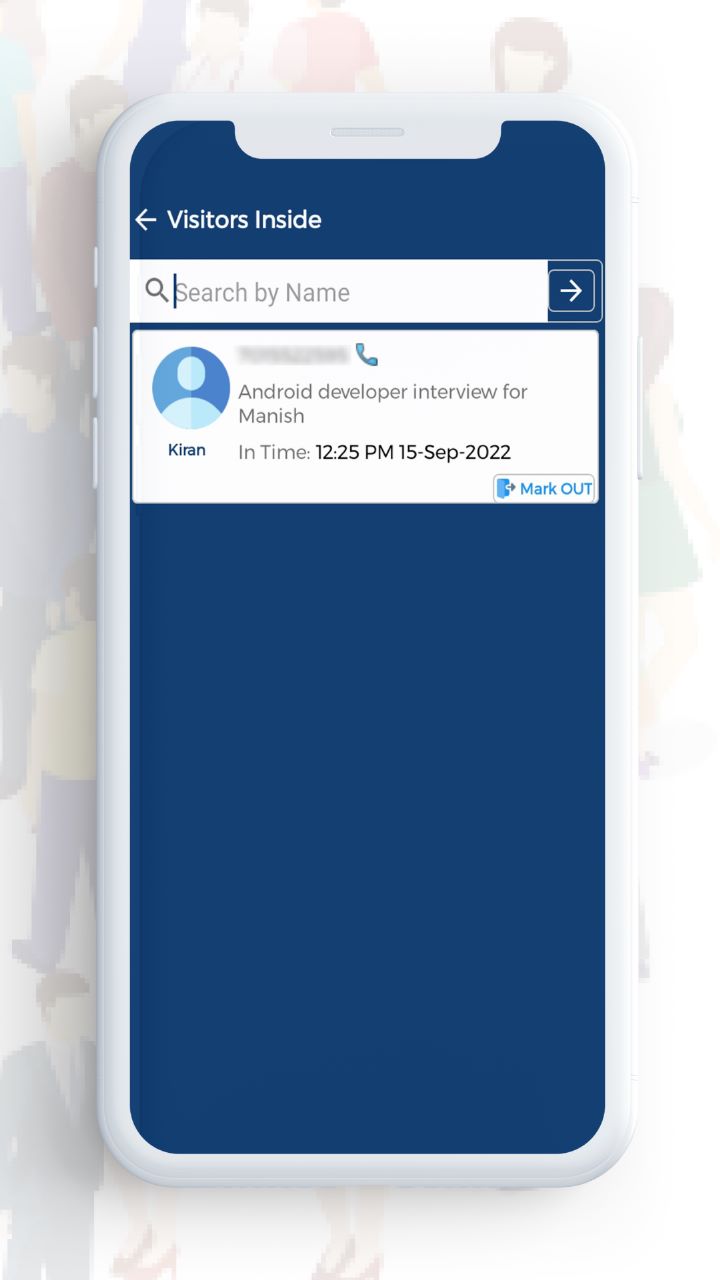 Visitors Inside
Search by Name
Android developer interview for
Manish
Kiran
In Time: 12:25 PM 15-Sep-2022
Mark OUT